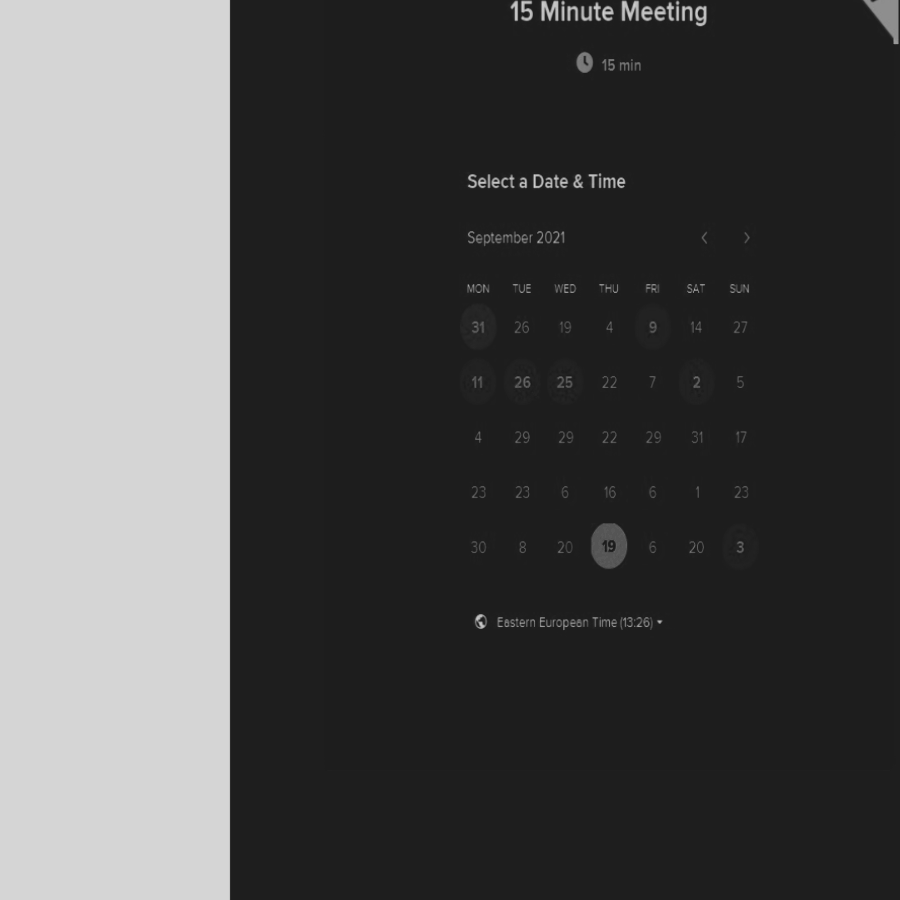 15 Minute Meeting
15 min
Select a Date & Time
September 2021
MON TUE WED THU FRI SAT SUN
31 26 19 4 9 14 27
11 26 25 22 7 2 5
4 29 29 22 29 31 17
23 23 6 16 6 1 23
30 8 20 19 6 20 3
Eastern European Time (13:26)